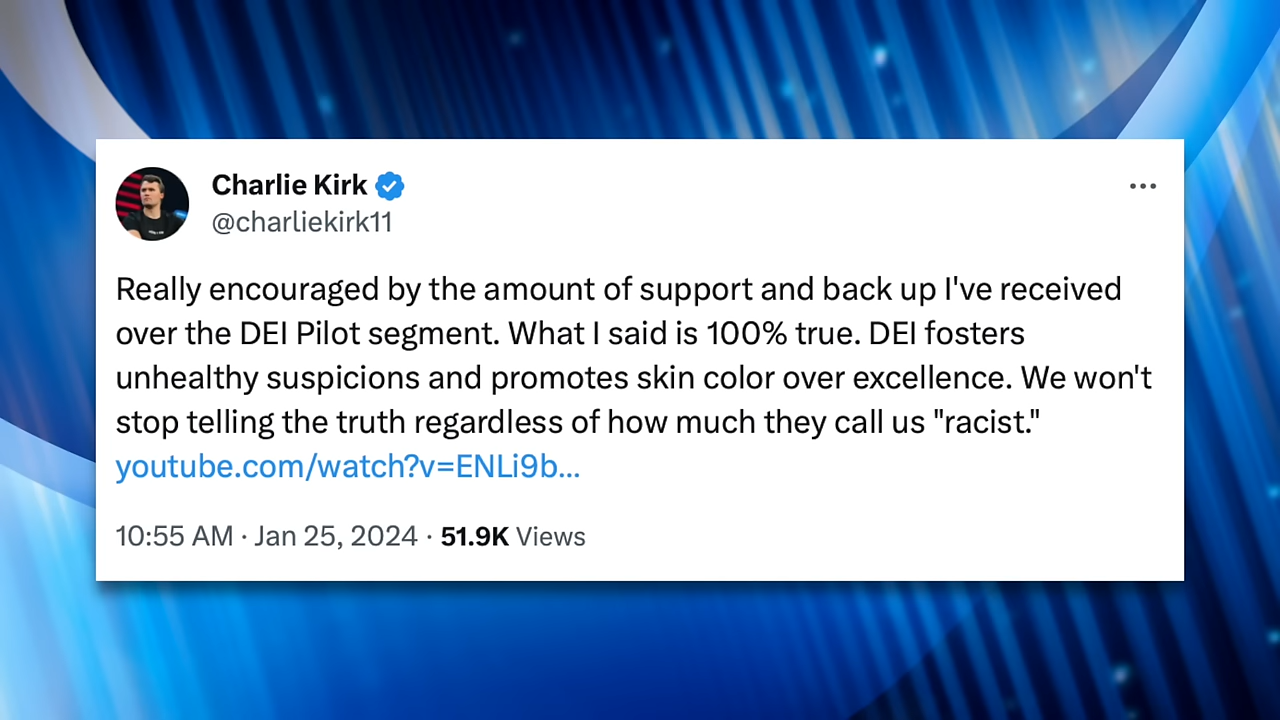 Charlie Kirk
@charliekirk11
Really encouraged by the amount of support and back up I've received
over the DEI Pilot segment. What I said is 100% true. DEI fosters
unhealthy suspicions and promotes skin color over excellence. We won't
stop telling the truth regardless of how much they call us "racist."
youtube.com/watch?v=ENLi9b...
10:55 AM · Jan 25, 2024 · 51.9K Views